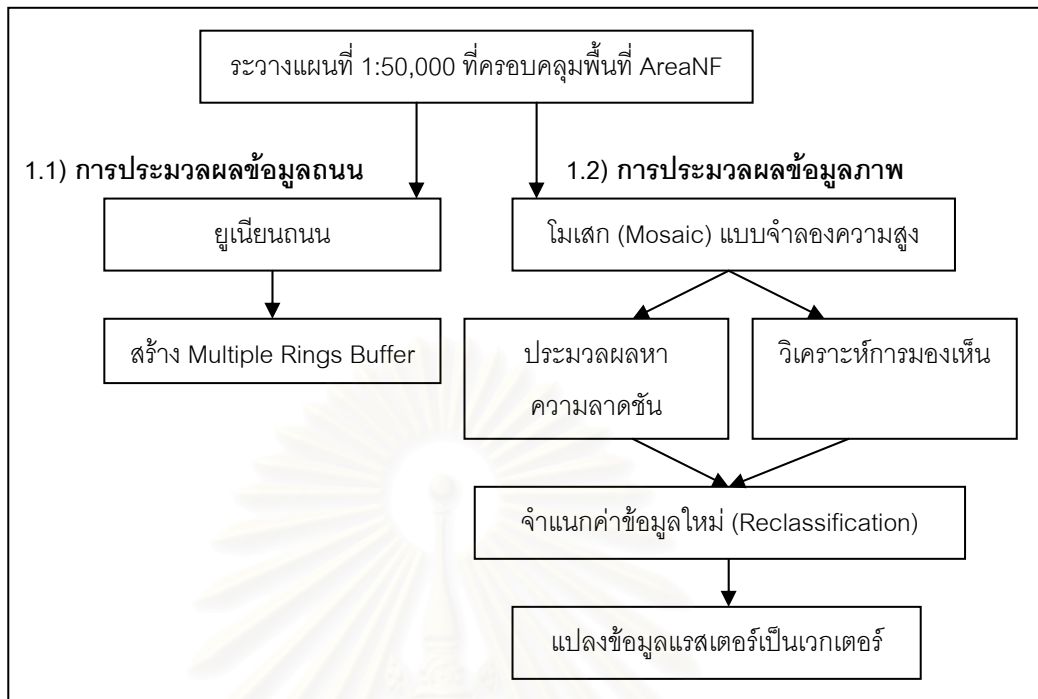 ระวางแผนที่ 1:50,000 ที่ครอบคลุมพื้นที่ AreaNF
1.1) การประมวลผลข้อมูลถนน
1.2) การประมวลผลข้อมูลภาพ
ยูเนียนถนน
โมเสก (Mosaic) แบบจำลองความสูง
สร้าง Multiple Rings Buffer
ประมวลผลหา
ความลาดชัน
วิเคราะห์การมองเห็น
จำแนกค่าข้อมูลใหม่ (Reclassification)
แปลงข้อมูลแรสเตอร์เป็นเวกเตอร์